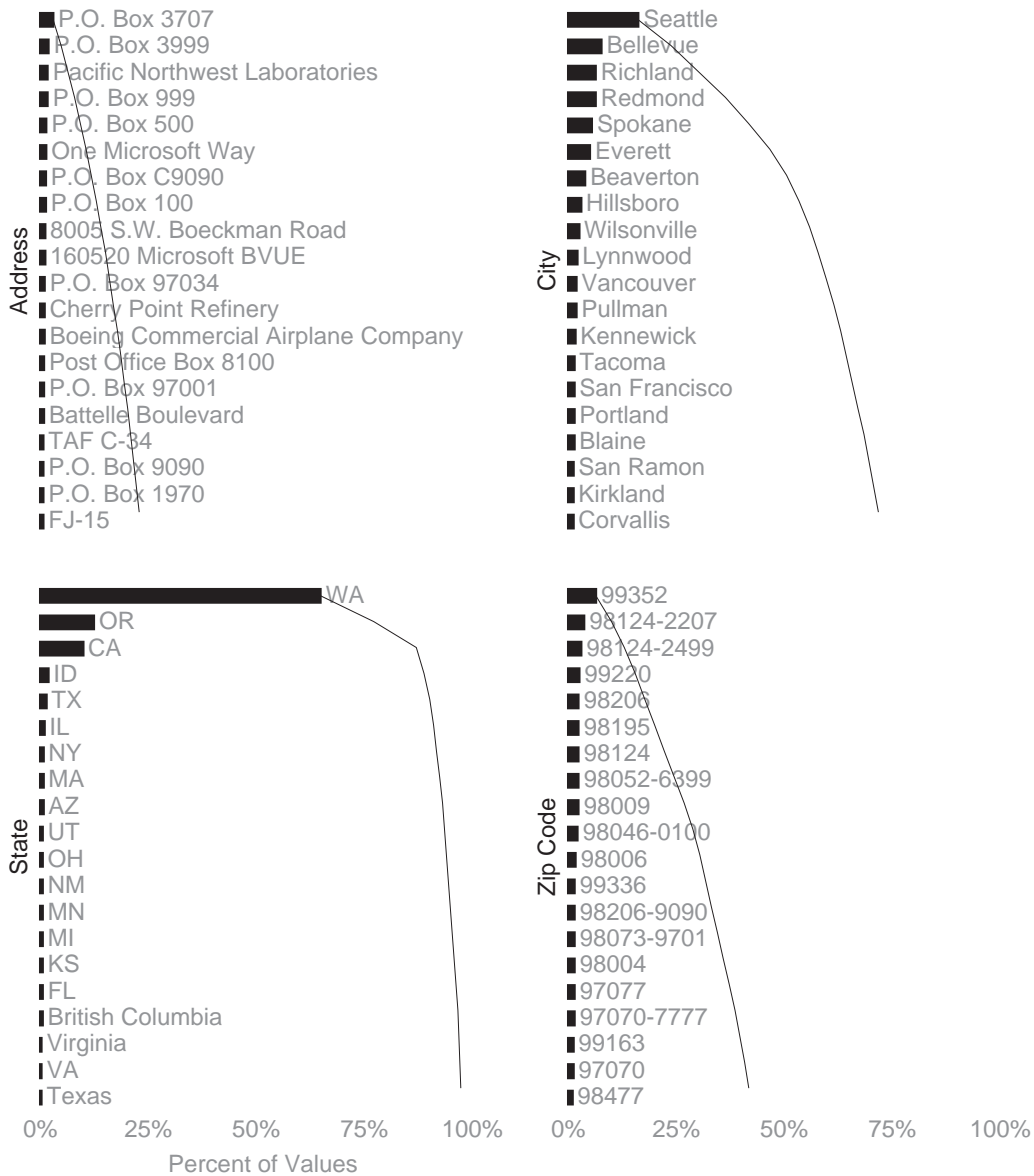 Address
P.O. Box 3707
P.O. Box 3999
Pacific Northwest Laboratories
P.O. Box 999
P.O. Box 500
One Microsoft Way
P.O. Box C9090
P.O. Box 100
8005 S.W. Boeckman Road
160520 Microsoft BVUE
P.O. Box 97034
Cherry Point Refinery
Boeing Commercial Airplane Company
Post Office Box 8100
P.O. Box 97001
Battelle Boulevard
TAF C-34
P.O. Box 9090
P.O. Box 1970
FJ-15
City
Seattle
Bellevue
Richland
Redmond
Spokane
Everett
Beaverton
Hillsboro
Wilsonville
Lynnwood
Vancouver
Pullman
Kennewick
Tacoma
San Francisco
Portland
Blaine
San Ramon
Kirkland
Corvallis
State
WA
OR
CA
ID
TX
IL
NY
MA
AZ
UT
OH
NM
MN
MI
KS
FL
British Columbia
Virginia
VA
Texas
0% 25% 50% 75% 100%
Percent of Values
Zip Code
99352
98124-2207
98124-2499
99220
98206
98195
98124
98052-6399
98009
98046-0100
98006
99336
98206-9090
98073-9701
98004
97077
97070-7777
99163
97070
98477
0% 25% 50% 75% 100%